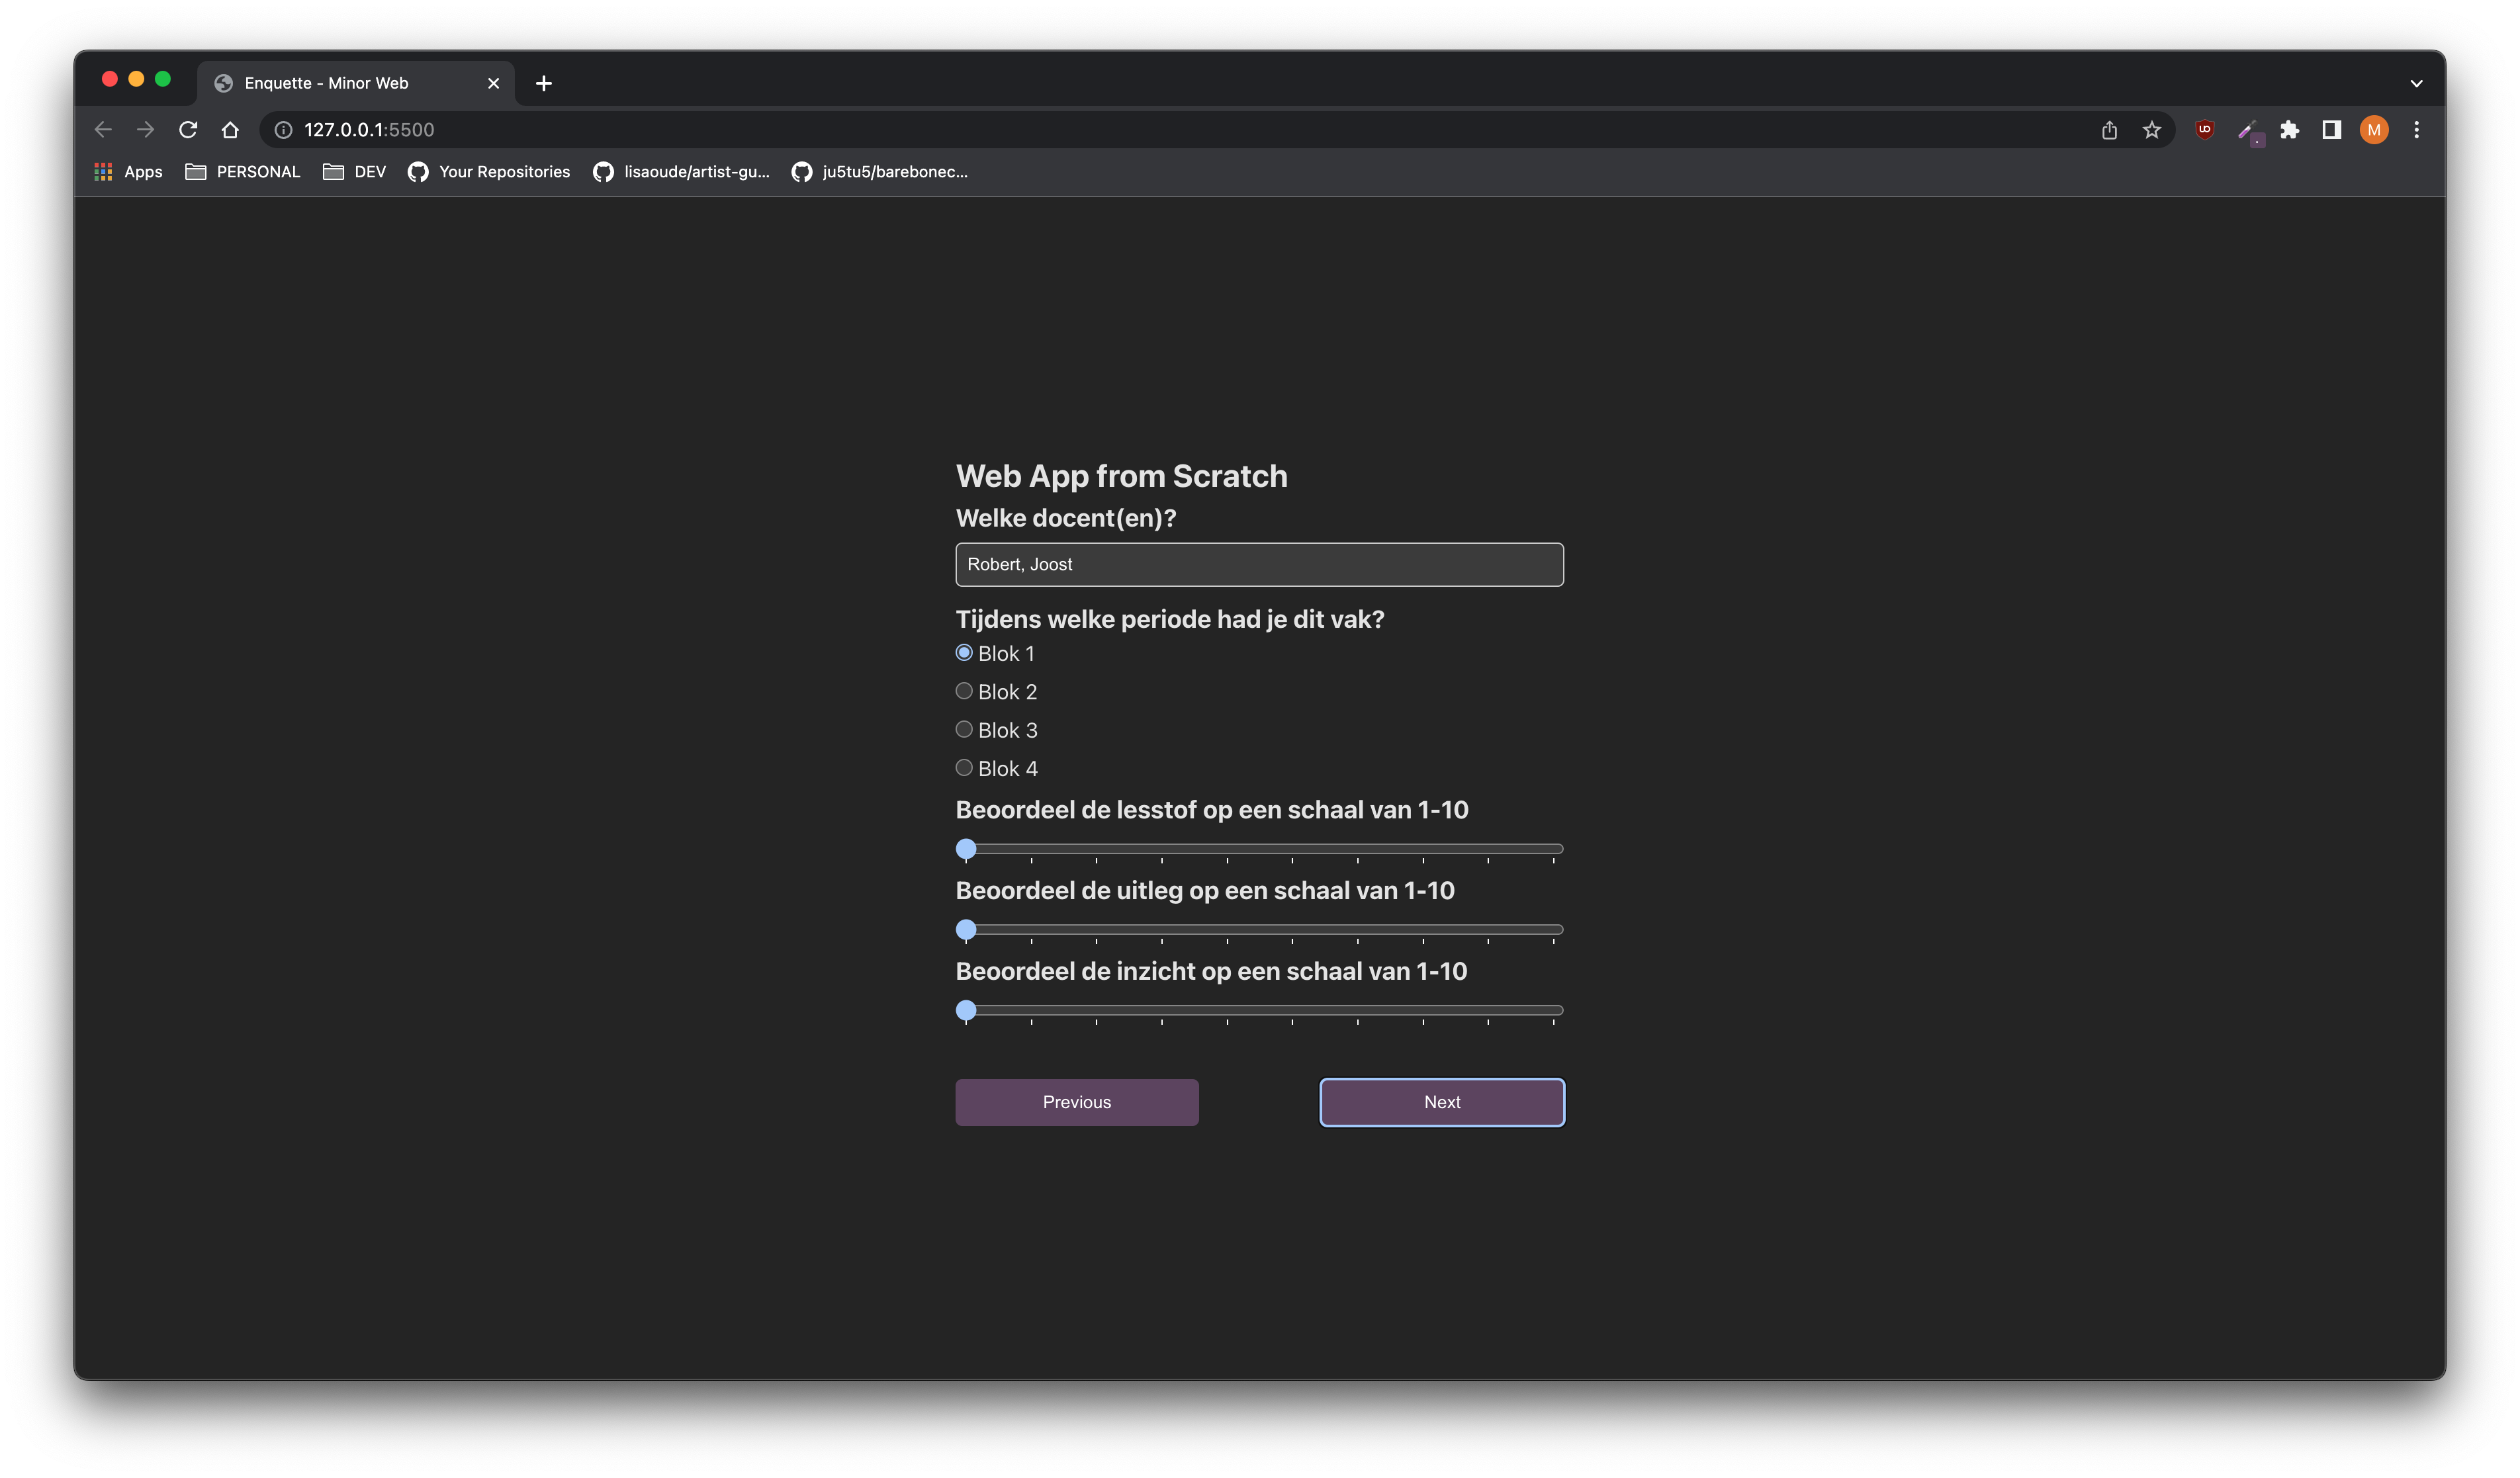 Enquette - Minor Web
127.0.0.1:5500
M
Apps
PERSONAL
DEV
Your Repositories
lisaoude/artist-gu...
ju5tu5/barebonec...
Web App from Scratch
Welke docent(en)?
Robert, Joost
Tijdens welke periode had je dit vak?
Blok 1
Blok 2
Blok 3
Blok 4
Beoordeel de lesstof op een schaal van 1-10
Beoordeel de uitleg op een schaal van 1-10
Beoordeel de inzicht op een schaal van 1-10
Previous
Next